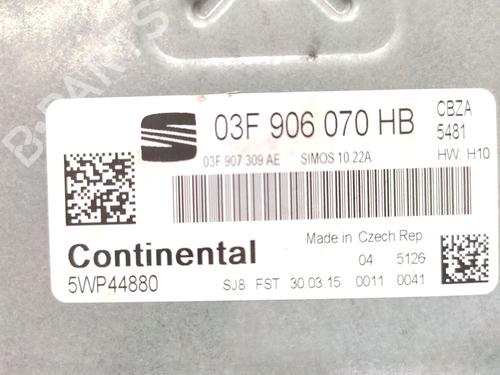 B-PARTS
03F 906 070 HB
CBZA
5481
03F 907 309 AE SIMOS 10.22A HW: H10
Continental
Made in Czech Rep.
04 5126
5WP44880
SJ8 FST 30.03.15 0011 0041